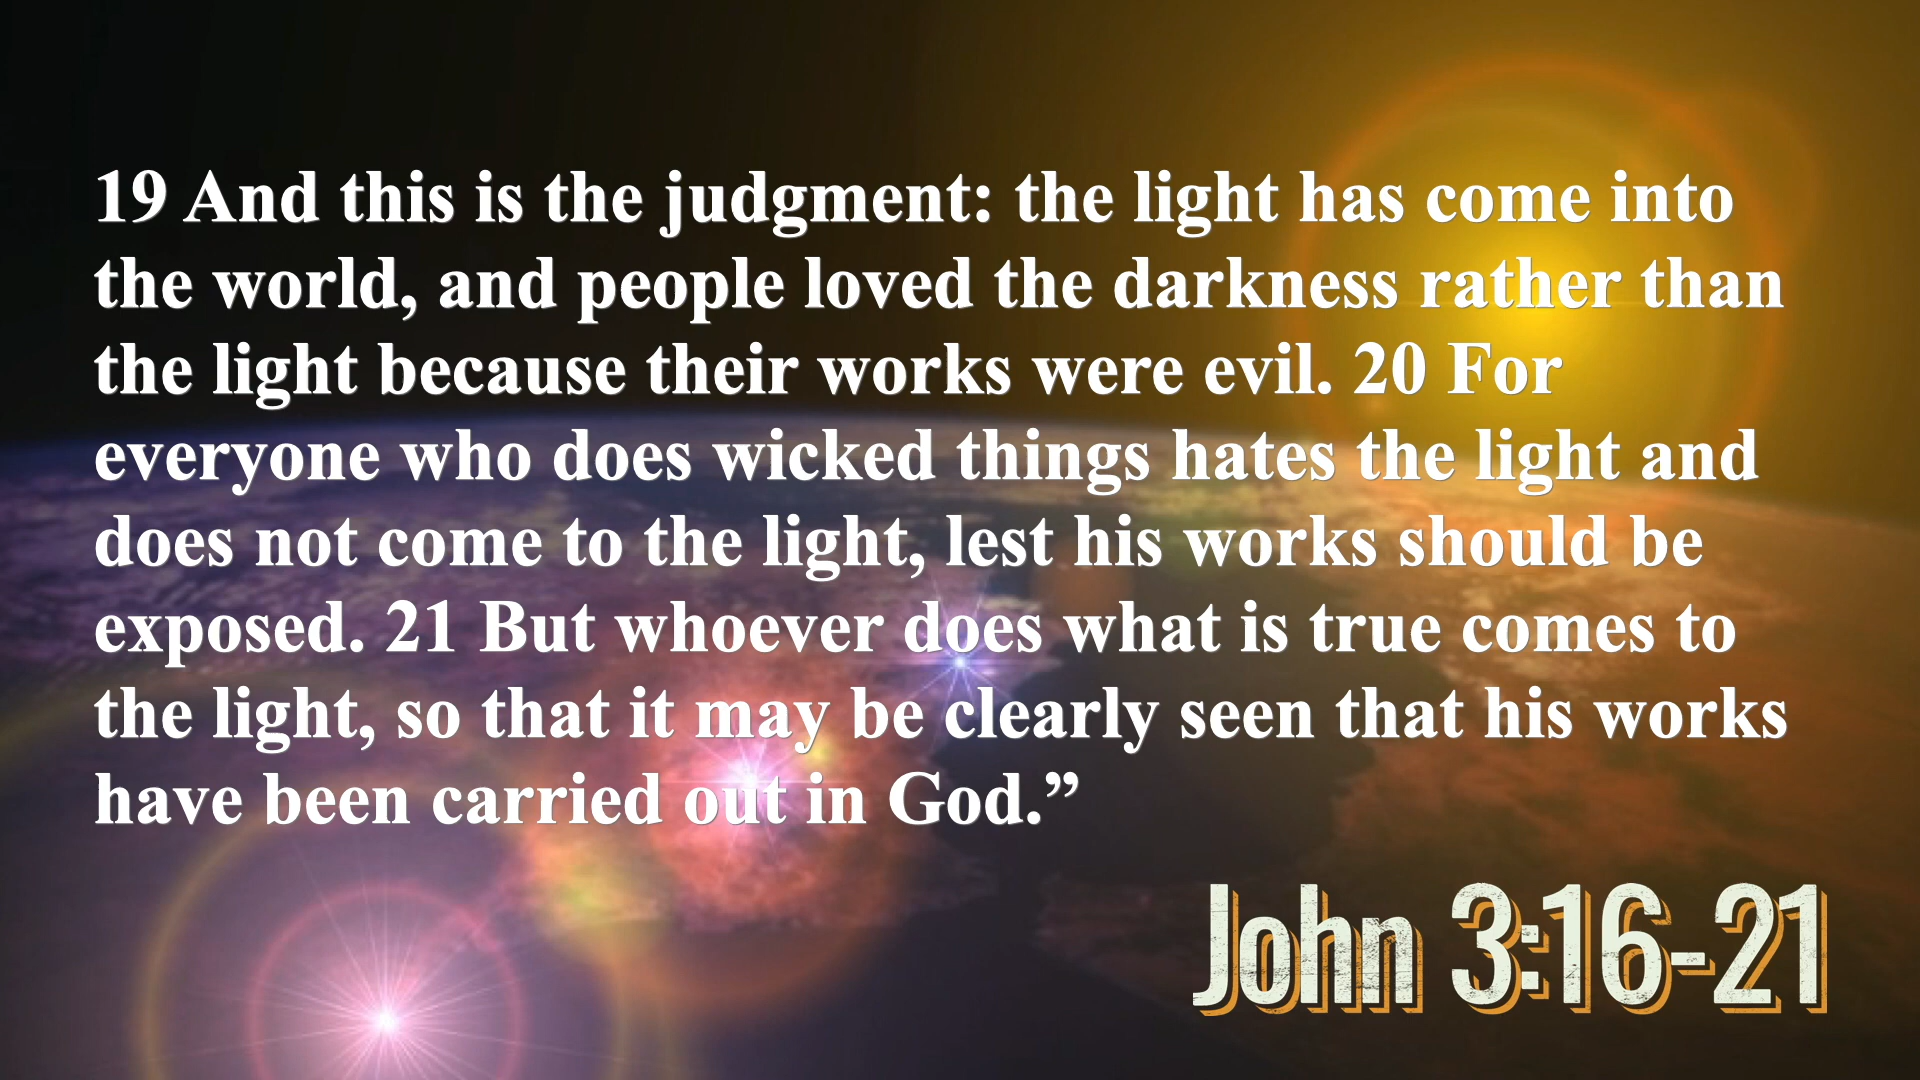 19 And this is the judgment: the light has come into
the world, and people loved the darkness rather than
the light because their works were evil. 20 For
everyone who does wicked things hates the light and
does not come to the light, lest his works should be
exposed. 21 But whoever does what is true comes to
the light, so that it may be clearly seen that his works
have been carried out in God.”
John 3:16-21